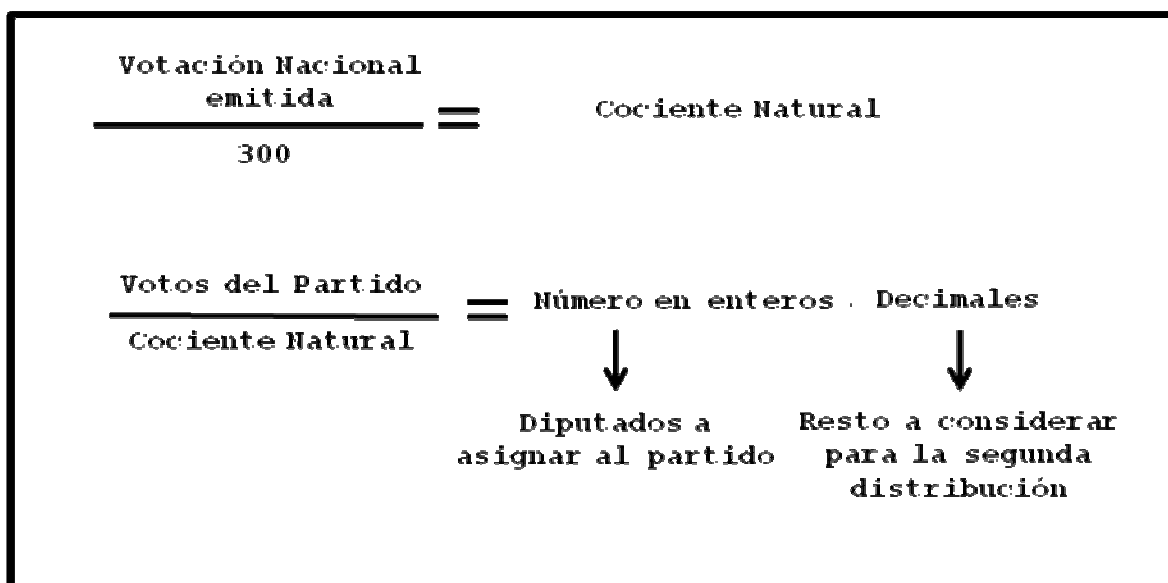 Votación Nacional
emitida
300
=
Cociente Natural
Votos del Partido
Cociente Natural
=
Número en enteros . Decimales
Diputados a
asignar al partido
Resto a considerar
para la segunda
distribución